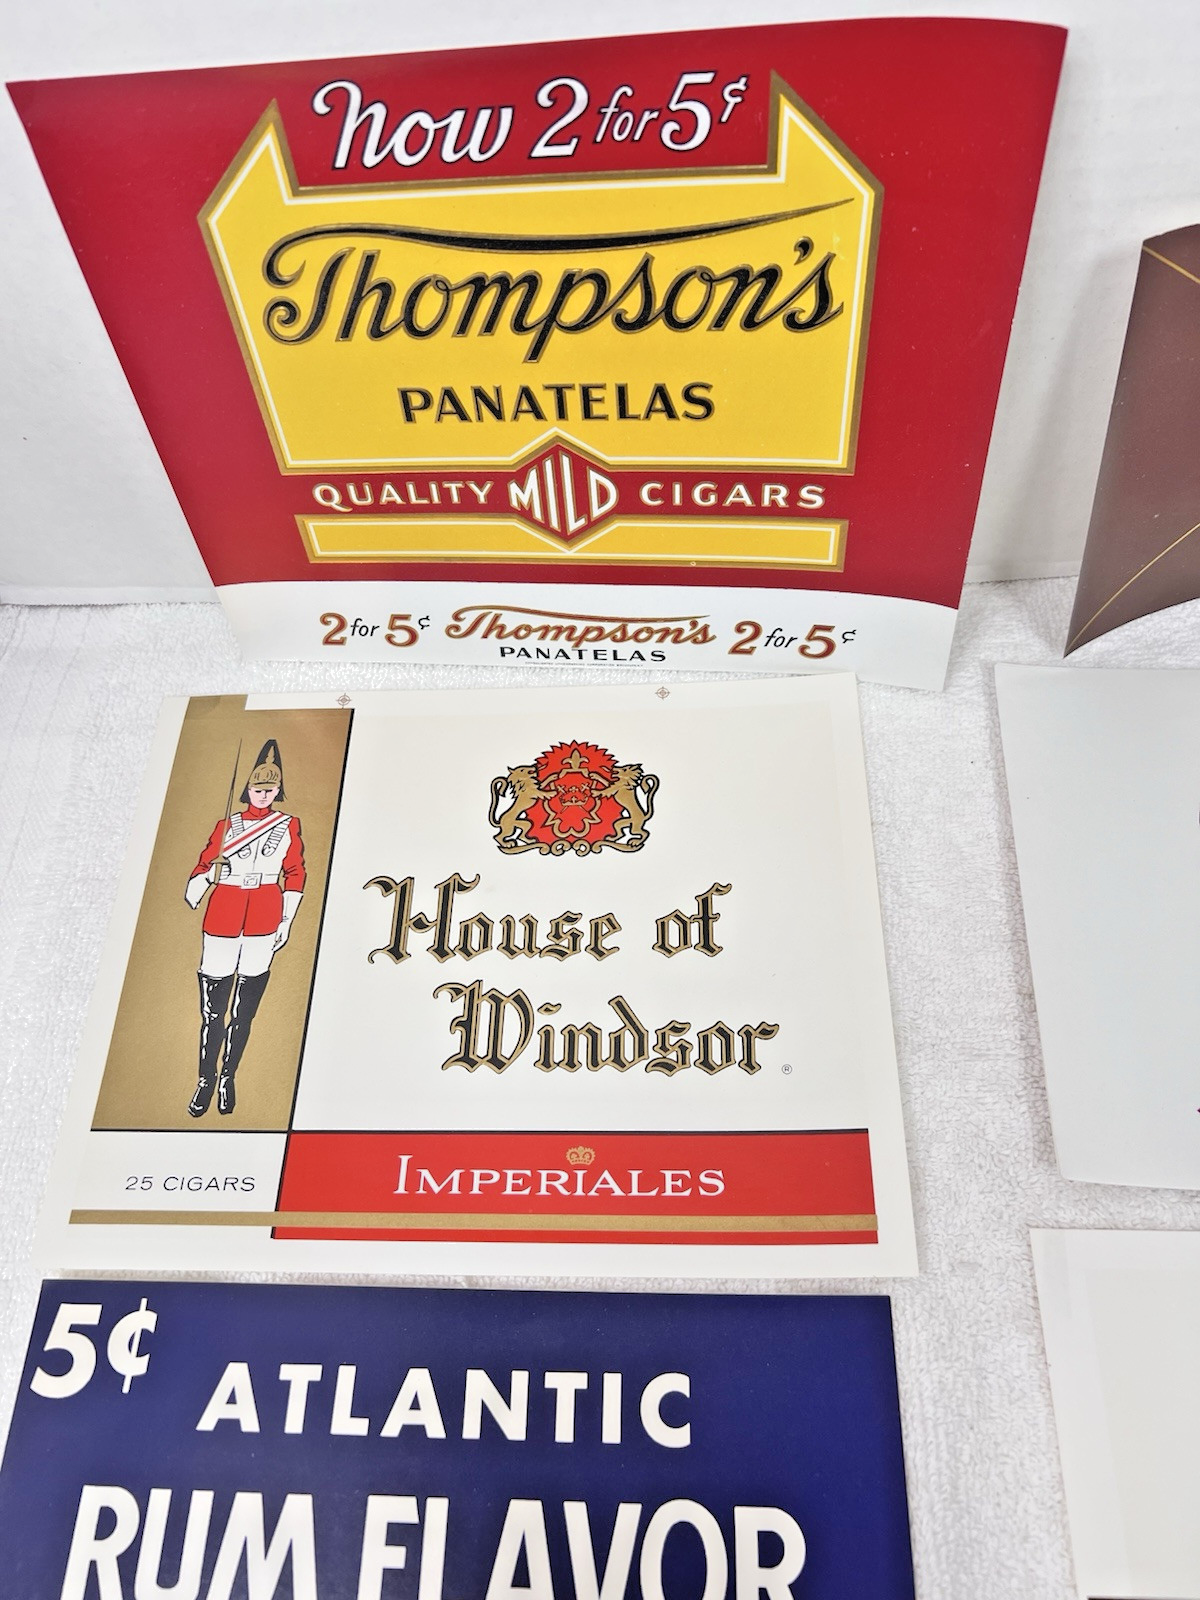 Now 2 for 5¢
Thompson's
PANATELAS
QUALITY MILD CIGARS
2 for 5¢ Thompson's 2 for 5¢
PANATELAS
House of
Windsor®
25 CIGARS
IMPERIALES
5¢
ATLANTIC
RUM FLAVOR